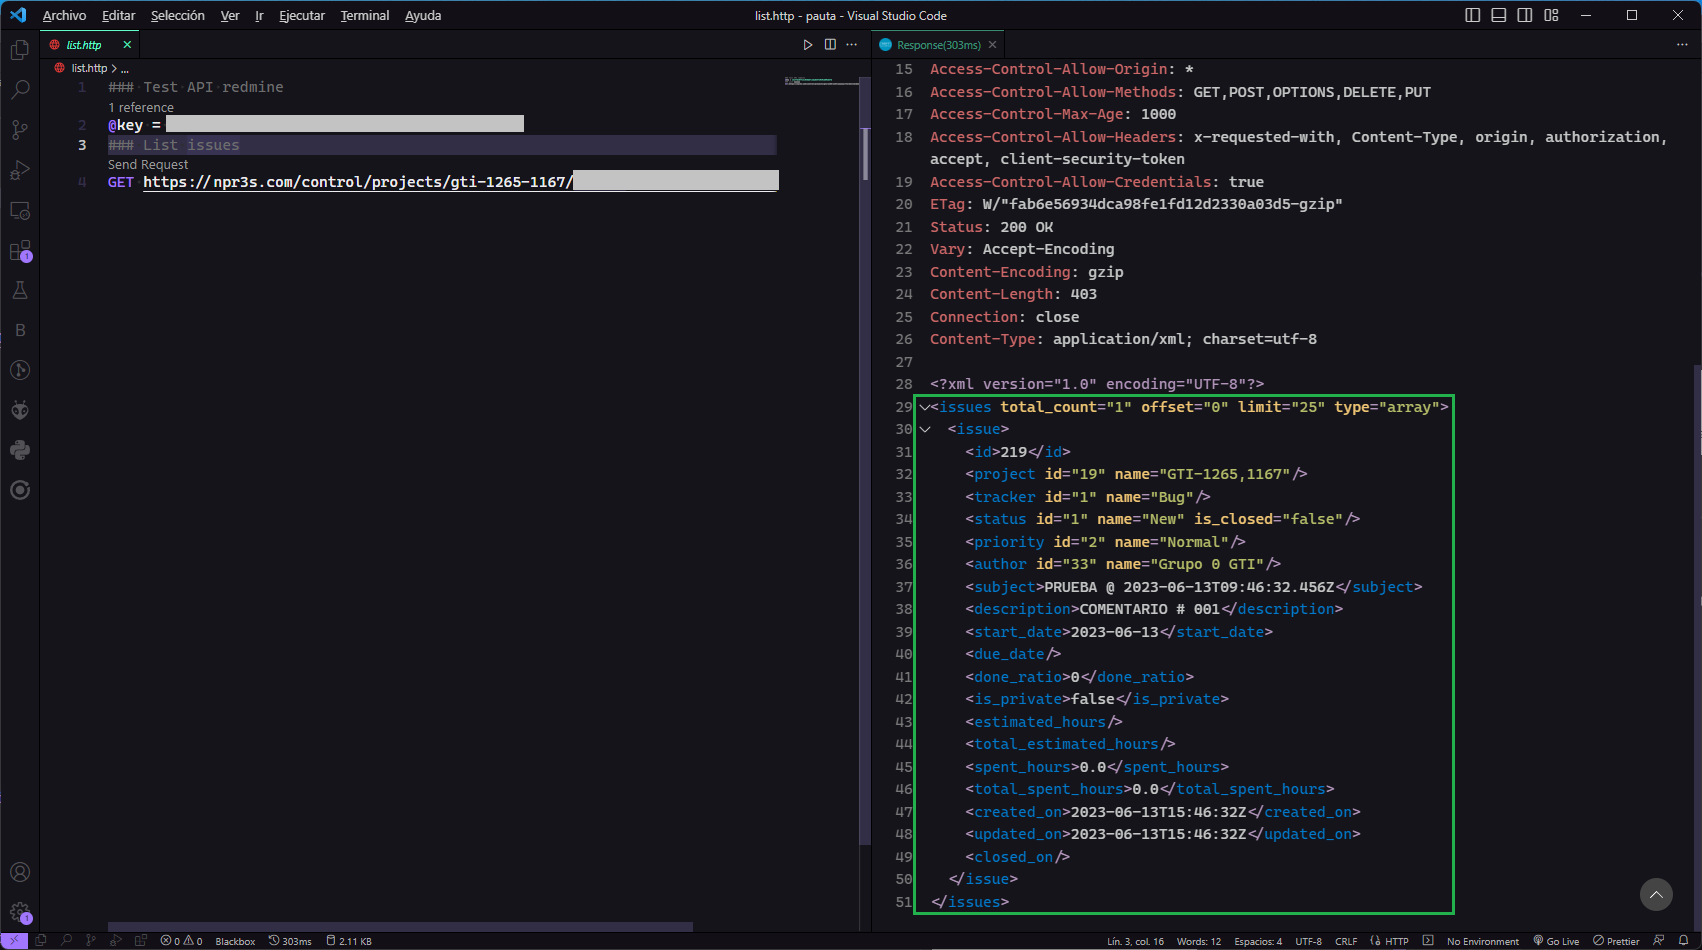 Archivo Editar Selección Ver Ir Ejecutar Terminal Ayuda
list.http - pauta - Visual Studio Code
list.http
Response(303ms)
list.http > ...
1 ### Test API redmine
1 reference
2 @key =
3 ### List issues
Send Request
4 GET https://npr3s.com/control/projects/gti-1265-1167/
15 Access-Control-Allow-Origin: *
16 Access-Control-Allow-Methods: GET,POST,OPTIONS,DELETE,PUT
17 Access-Control-Max-Age: 1000
18 Access-Control-Allow-Headers: x-requested-with, Content-Type, origin, authorization,
accept, client-security-token
19 Access-Control-Allow-Credentials: true
20 ETag: W/"fab6e56934dca98fe1fd12d2330a03d5-gzip"
21 Status: 200 OK
22 Vary: Accept-Encoding
23 Content-Encoding: gzip
24 Content-Length: 403
25 Connection: close
26 Content-Type: application/xml; charset=utf-8
27
28 <?xml version="1.0" encoding="UTF-8"?>
29 <issues total_count="1" offset="0" limit="25" type="array">
30 <issue>
31 <id>219</id>
32 <project id="19" name="GTI-1265,1167"/>
33 <tracker id="1" name="Bug"/>
34 <status id="1" name="New" is_closed="false"/>
35 <priority id="2" name="Normal"/>
36 <author id="33" name="Grupo 0 GTI"/>
37 <subject>PRUEBA @ 2023-06-13T09:46:32.456Z</subject>
38 <description>COMENTARIO # 001</description>
39 <start_date>2023-06-13</start_date>
40 <due_date/>
41 <done_ratio>0</done_ratio>
42 <is_private>false</is_private>
43 <estimated_hours/>
44 <total_estimated_hours/>
45 <spent_hours>0.0</spent_hours>
46 <total_spent_hours>0.0</total_spent_hours>
47 <created_on>2023-06-13T15:46:32Z</created_on>
48 <updated_on>2023-06-13T15:46:32Z</updated_on>
49 <closed_on/>
50 </issue>
51 </issues>
B
1
1
0 0 Blackbox 303ms 2.11 KB
Lín. 3, col. 16 Words: 12 Espacios: 4 UTF-8 CRLF HTTP No Environment Go Live Prettier